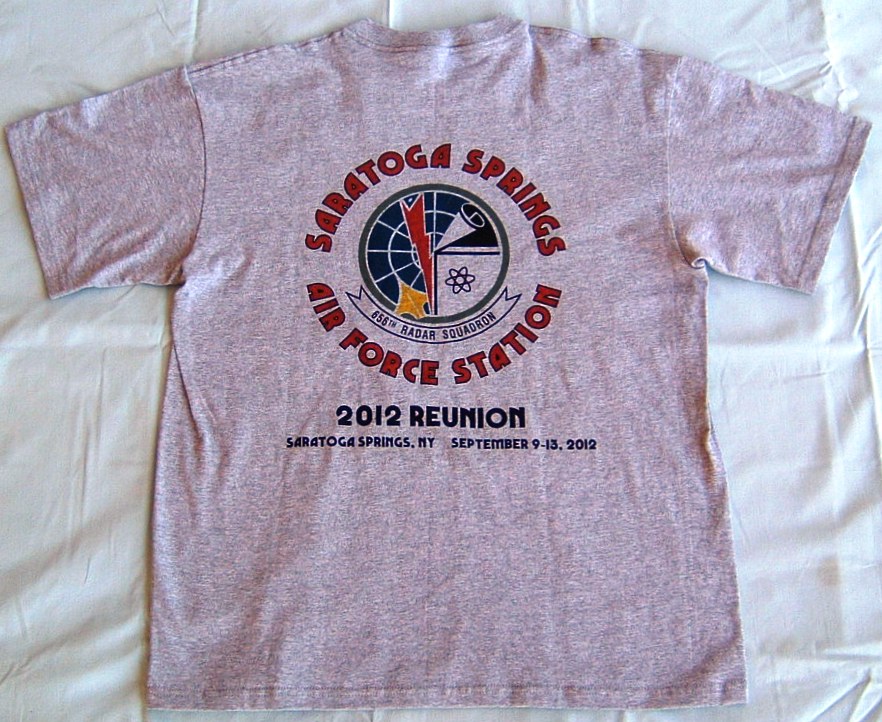 SARATOGA SPRINGS
656TH RADAR SQUADRON
AIR FORCE STATION
2012 REUNION
SARATOGA SPRINGS, NY SEPTEMBER 9-13, 2012